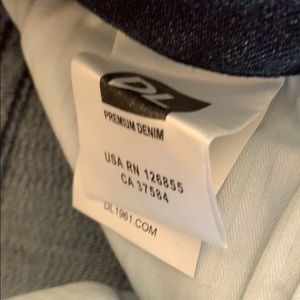 DL
PREMIUM DENIM
USA RN 126855
CA 37584
DL1961.COM